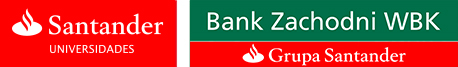 Santander
UNIVERSIDADES
Bank Zachodni WBK
Grupa Santander